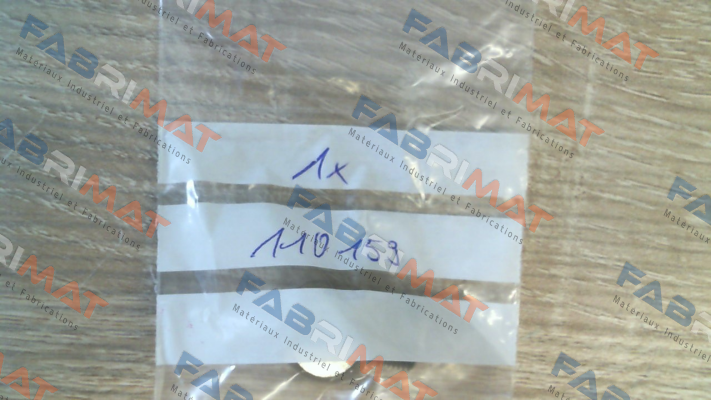 1x
110153
FABRIMAT
Matériaux Industriel et Fabrications